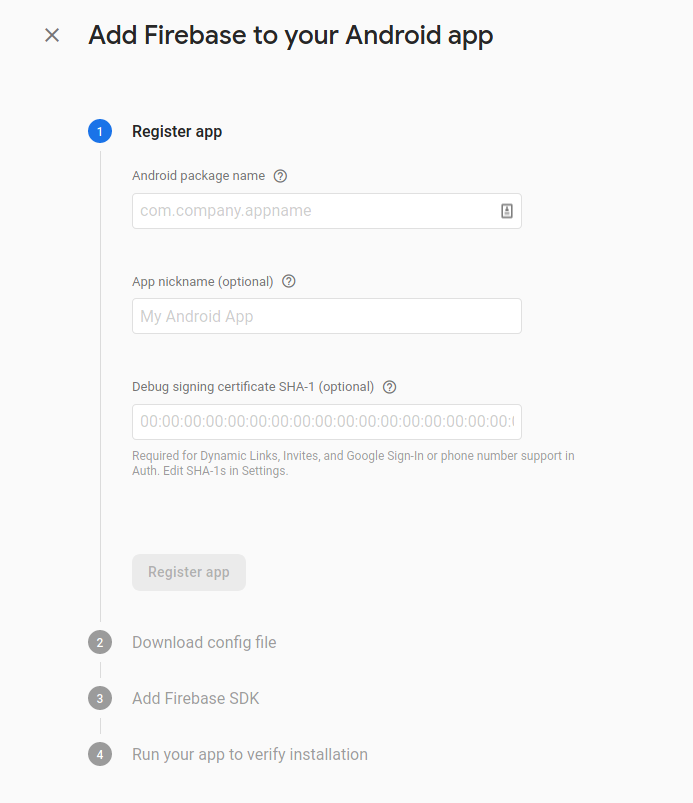 Add Firebase to your Android app
1
Register app
Android package name
com.company.appname
App nickname (optional)
My Android App
Debug signing certificate SHA-1 (optional)
00:00:00:00:00:00:00:00:00:00:00:00:00:00:00:00:00:
Required for Dynamic Links, Invites, and Google Sign-In or phone number support in
Auth. Edit SHA-1s in Settings.
Register app
2
Download config file
3
Add Firebase SDK
4
Run your app to verify installation